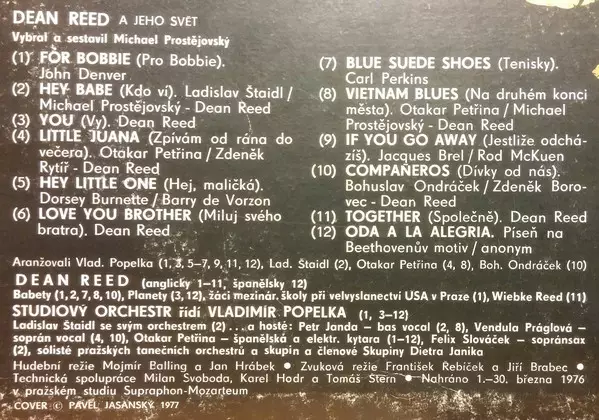 DEAN REED A JEHO SVĚT
Vybral a sestavil Michael Prostějovský
(1) FOR BOBBIE (Pro Bobbie).
John Denver
(2) HEY BABE (Kdo ví). Ladislav Štaidl/
Michael Prostějovský - Dean Reed
(3) YOU (Vy). Dean Reed
(4) LITTLE JUANA (Zpívám od rána do
večera). Otakar Petřina/Zdeněk
Rytíř - Dean Reed
(5) HEY LITTLE ONE (Hej, maličká).
Dorsey Burnette/Barry de Vorzon
(6) LOVE YOU BROTHER (Miluj svého
bratra). Dean Reed
(7) BLUE SUEDE SHOES (Tenisky).
Carl Perkins
(8) VIETNAM BLUES (Na druhém konci
města). Otakar Petřina/Michael
Prostějovský - Dean Reed
(9) IF YOU GO AWAY (Jestliže odchá-
zíš). Jacques Brel/Rod McKuen
(10) COMPAÑEROS (Dívky od nás).
Bohuslav Ondráček/Zdeněk Boro-
vec - Dean Reed
(11) TOGETHER (Společně). Dean Reed
(12) ODA A LA ALEGRIA. Píseň na
Beethovenův motiv/anonym
Aranžovali Vlad. Popelka (1, 3, 5-7, 9, 11, 12), Lad. Štaidl (2), Otakar Petřina (4, 8), Boh. Ondráček (10)
DEAN REED (anglicky 1-11, španělsky 12)
Babety (1, 2, 7, 8, 10), Planety (3, 12), žáci mezinár. školy při velvyslanectví USA v Praze (1), Wiebke Reed (11)
STUDIOVÝ ORCHESTR řídí VLADIMÍR POPELKA (1, 3-12)
Ladislav Štaidl se svým orchestrem (2) ... a hosté: Petr Janda - bas vocal (2, 8), Vendula Práglová -
soprán vocal (4, 10), Otakar Petřina - španělská a elektr. kytara (1-12), Felix Slováček - sopránsax
(2), sólisté pražských tanečních orchestrů a skupin a členové Skupiny Dietra Janika
Hudební režie Mojmír Balling a Jan Hrábek • Zvuková režie František Řebíček a Jiří Brabec •
Technická spolupráce Milan Svoboda, Karel Hodr a Tomáš Stern • Nahráno 1.-30. března 1976
v pražském studiu Supraphon-Mozarteum
COVER © PAVEL JASANSKÝ 1977